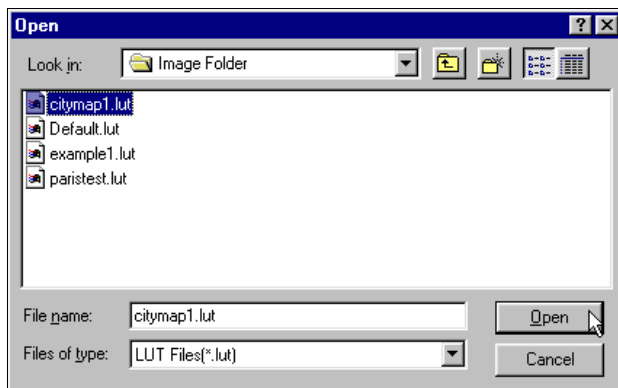 Open
Look in: Image Folder
citymap1.lut
Default.lut
example1.lut
paristest.lut
File name: citymap1.lut Open
Files of type: LUT Files(*.lut) Cancel